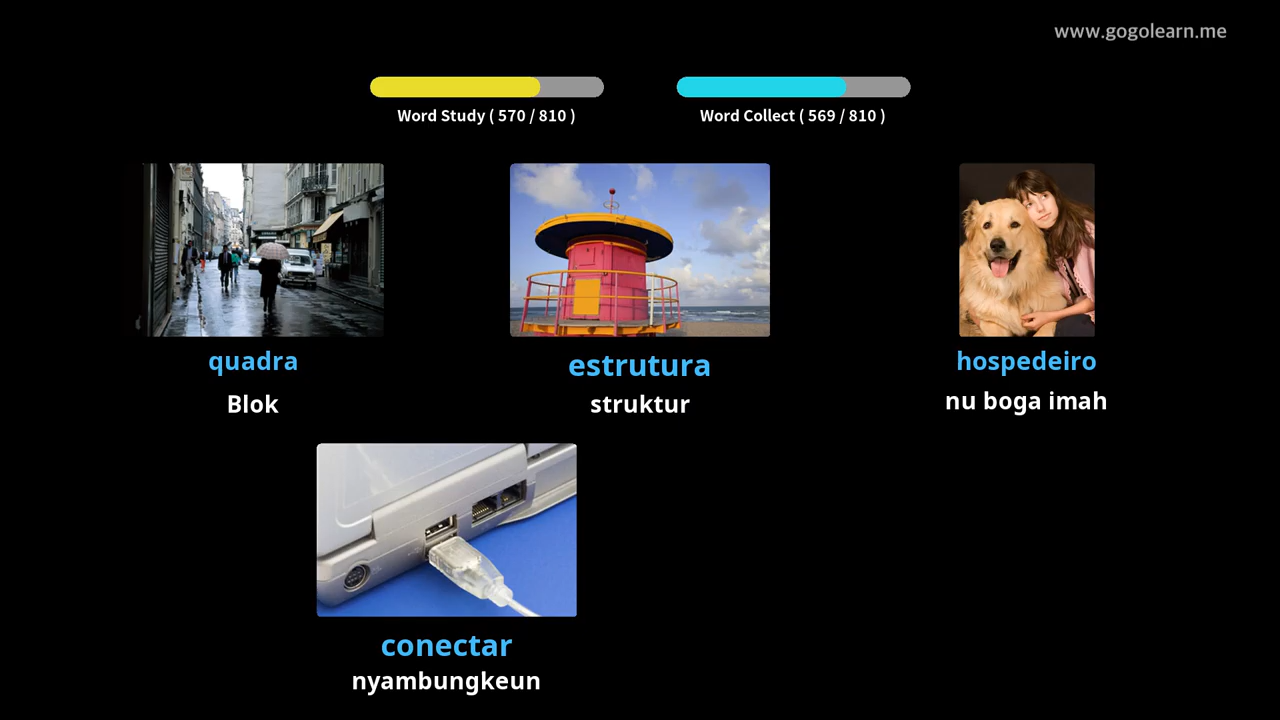 www.gogolearn.me
Word Study ( 570 / 810 )
Word Collect ( 569 / 810 )
quadra
Blok
estrutura
struktur
hospedeiro
nu boga imah
conectar
nyambungkeun